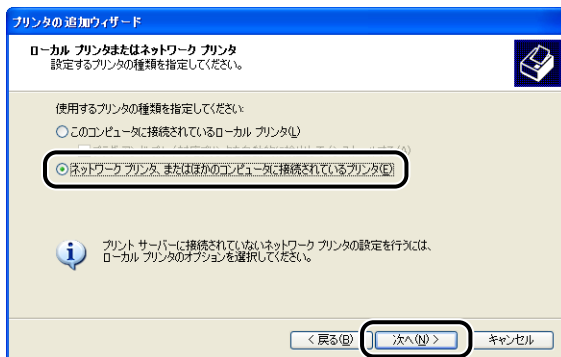 プリンタの追加ウィザード
ローカル プリンタまたはネットワーク プリンタ
設定するプリンタの種類を指定してください。
使用するプリンタの種類を指定してください:
このコンピュータに接続されているローカル プリンタ(L)
ネットワーク プリンタ、またはほかのコンピュータに接続されているプリンタ(E)
プリント サーバーに接続されていないネットワーク プリンタの設定を行うには、
ローカル プリンタのオプションを選択してください。
< 戻る(B) 次へ(N) > キャンセル